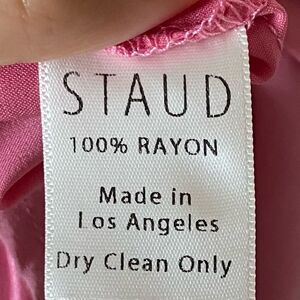 STAUD
100% RAYON
Made in
Los Angeles
Dry Clean Only